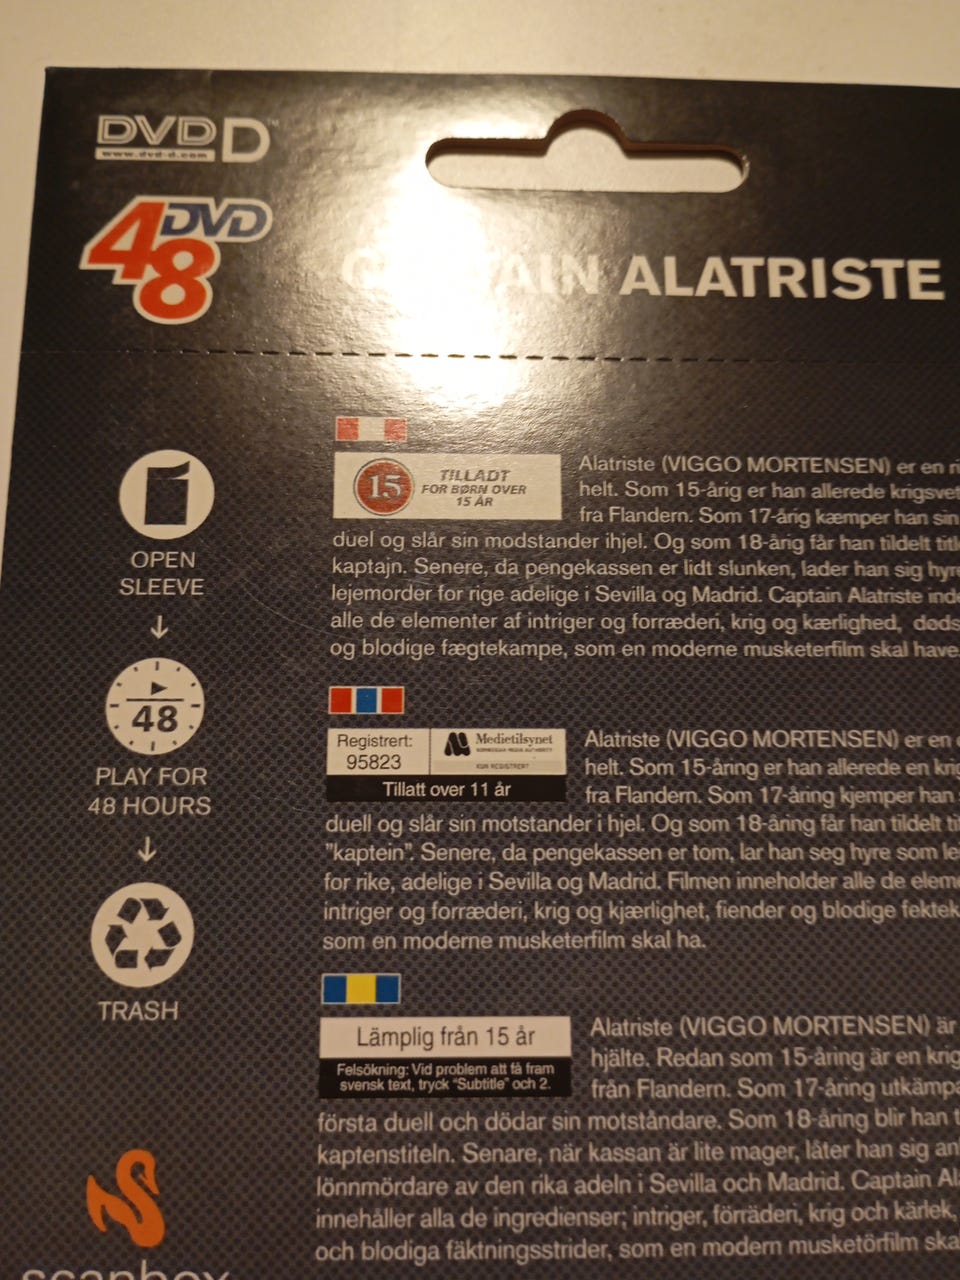 DVD D™
www.dvd-d.com
48 DVD
CAPTAIN ALATRISTE
OPEN
SLEEVE
48
PLAY FOR
48 HOURS
TRASH
scanbox
15
TILLADT
FOR BØRN OVER
15 ÅR
Alatriste (VIGGO MORTENSEN) er en
helt. Som 15-årig er han allerede
fra Flandern. Som 17-årig kæmper han sin
duel og slår sin modstander ihjel. Og som 18-årig får han tildelt
kaptajn. Senere, da pengekassen er lidt slunken, lader han sig
lejemorder for rige adelige i Sevilla og Madrid. Captain Alatriste
alle de elementer af intriger og forræderi, krig og kærlighed,
og blodige fægtekampe, som en moderne musketerfilm skal have
Registrert:
95823
Medietilsynet
NORWEGIAN MEDIA AUTHORITY
KUN REGISTRERT
Tillatt over 11 år
Alatriste (VIGGO MORTENSEN) er en
helt. Som 15-åring er han allerede en
fra Flandern. Som 17-åring kjemper han
duell og slår sin motstander i hjel. Og som 18-åring får han tildelt
"kaptein". Senere, da pengekassen er tom, lar han seg hyre som
for rike, adelige i Sevilla og Madrid. Filmen inneholder alle de
intriger og forræderi, krig og kjærlighet, fiender og blodige
som en moderne musketerfilm skal ha.
Lämplig från 15 år
Felsökning: Vid problem att få fram
svensk text, tryck "Subtitle" och 2.
Alatriste (VIGGO MORTENSEN) är
hjälte. Redan som 15-åring är en
från Flandern. Som 17-åring
första duell och dödar sin motståndare. Som 18-åring blir han
kaptenstiteln. Senare, när kassan är lite mager, låter han sig
lönnmördare av den rika adeln i Sevilla och Madrid. Captain
innehåller alla de ingredienser; intriger, förräderi, krig och kärlek,
och blodiga fäktningsstrider, som en modern musketörfilm